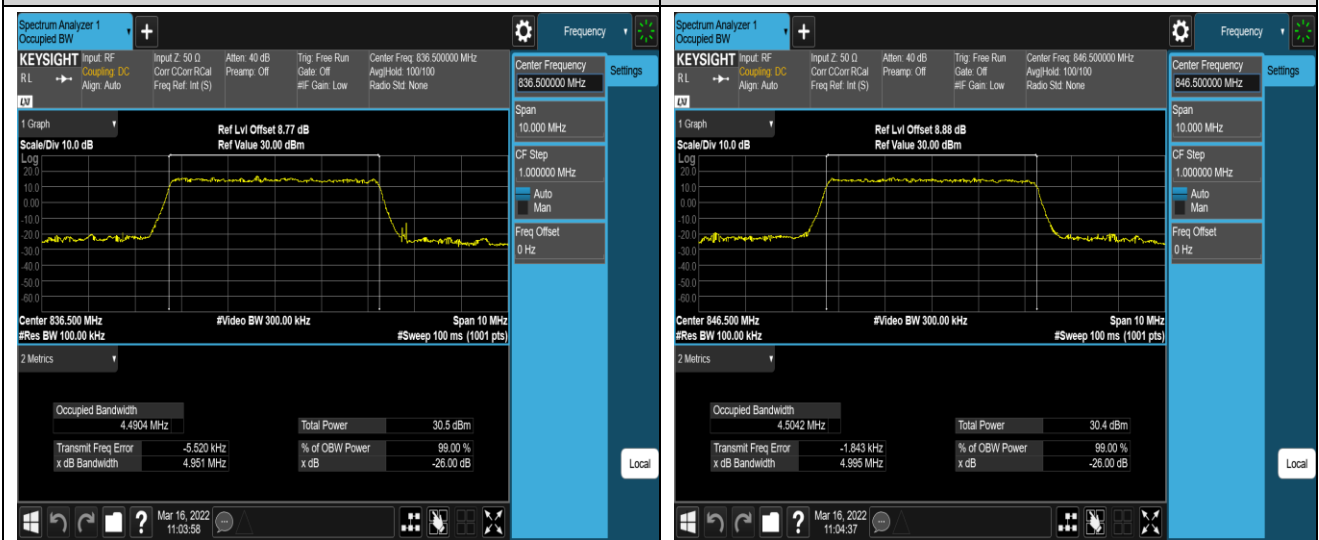 Spectrum Analyzer 1
Occupied BW
+
Frequency
KEYSIGHT
Input: RF
Coupling: DC
Align: Auto
Input Z: 50 Ω
Corr CCorr RCal
Freq Ref: Int (S)
Atten: 40 dB
Preamp: Off
Trig: Free Run
Gate: Off
#IF Gain: Low
Center Freq: 836.500000 MHz
Avg|Hold: 100/100
Radio Std: None
RL
LXI
Center Frequency
836.500000 MHz
Settings
Span
10.000 MHz
CF Step
1.000000 MHz
Auto
Man
Freq Offset
0 Hz
1 Graph
Ref Lvl Offset 8.77 dB
Scale/Div 10.0 dB
Ref Value 30.00 dBm
Log
20.0
10.0
0.00
-10.0
-20.0
-30.0
-40.0
-50.0
-60.0
Center 836.500 MHz
#Video BW 300.00 kHz
Span 10 MHz
#Res BW 100.00 kHz
#Sweep 100 ms (1001 pts)
2 Metrics
Occupied Bandwidth
4.4904 MHz
Total Power 30.5 dBm
Transmit Freq Error -5.520 kHz
% of OBW Power 99.00 %
x dB Bandwidth 4.951 MHz
x dB -26.00 dB
Local
?
Mar 16, 2022
11:03:58
Spectrum Analyzer 1
Occupied BW
+
Frequency
KEYSIGHT
Input: RF
Coupling: DC
Align: Auto
Input Z: 50 Ω
Corr CCorr RCal
Freq Ref: Int (S)
Atten: 40 dB
Preamp: Off
Trig: Free Run
Gate: Off
#IF Gain: Low
Center Freq: 846.500000 MHz
Avg|Hold: 100/100
Radio Std: None
RL
LXI
Center Frequency
846.500000 MHz
Settings
Span
10.000 MHz
CF Step
1.000000 MHz
Auto
Man
Freq Offset
0 Hz
1 Graph
Ref Lvl Offset 8.88 dB
Scale/Div 10.0 dB
Ref Value 30.00 dBm
Log
20.0
10.0
0.00
-10.0
-20.0
-30.0
-40.0
-50.0
-60.0
Center 846.500 MHz
#Video BW 300.00 kHz
Span 10 MHz
#Res BW 100.00 kHz
#Sweep 100 ms (1001 pts)
2 Metrics
Occupied Bandwidth
4.5042 MHz
Total Power 30.4 dBm
Transmit Freq Error -1.843 kHz
% of OBW Power 99.00 %
x dB Bandwidth 4.995 MHz
x dB -26.00 dB
Local
?
Mar 16, 2022
11:04:37